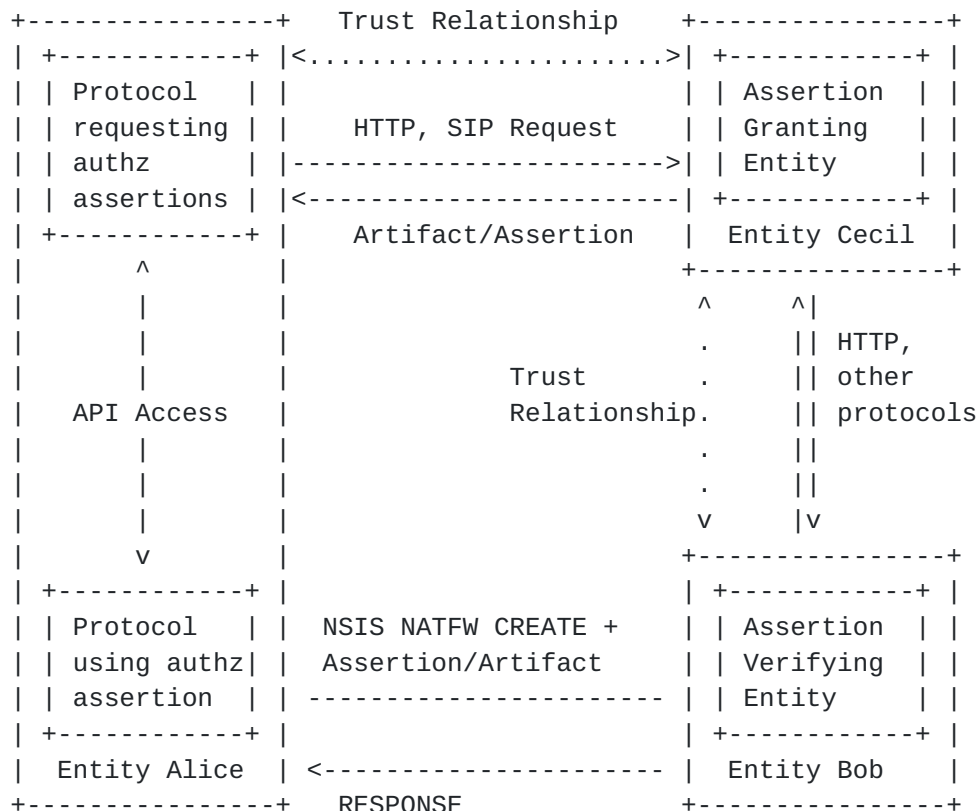 Trust Relationship
Protocol Assertion
requesting HTTP, SIP Request Granting
authz Entity
assertions
Artifact/Assertion Entity Cecil
HTTP,
Trust other
API Access Relationship protocols
Protocol NSIS NATFW CREATE + Assertion
using authz Assertion/Artifact Verifying
assertion Entity
Entity Alice Entity Bob
RESPONSE